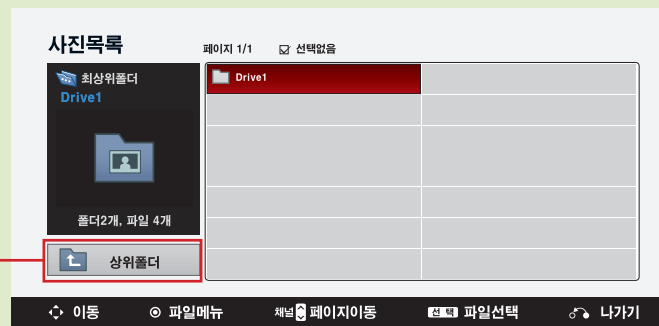 사진목록
페이지 1/1 선택없음
최상위폴더
Drive1
Drive1
폴더2개, 파일 4개
상위폴더
이동 파일메뉴 채널 페이지이동 선택 파일선택 나가기